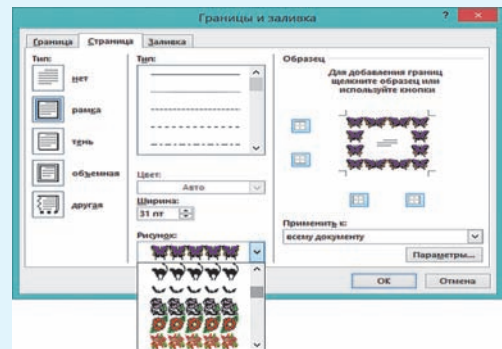 Границы и заливка
? ×
Граница Страница Заливка
Тип:
нет
рамка
тень
объемная
другая
Тип:
Цвет:
Авто
Ширина:
31 пт
Рисунок:
Образец
Для добавления границ
щелкните образец или
используйте кнопки
Применить к:
всему документу
Параметры...
ОК Отмена